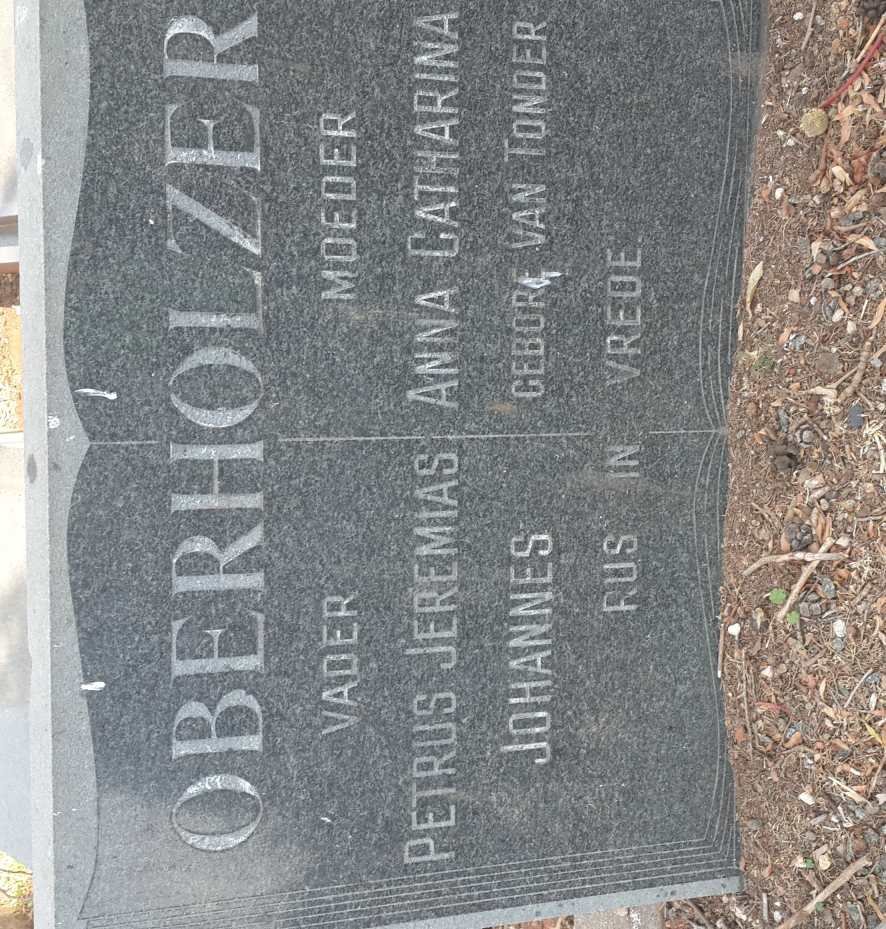 OBERHOLZER
VADER
PETRUS JEREMIAS
JOHANNES
MOEDER
ANNA CATHARINA
GEBORE VAN TONDER
RUS IN VREDE